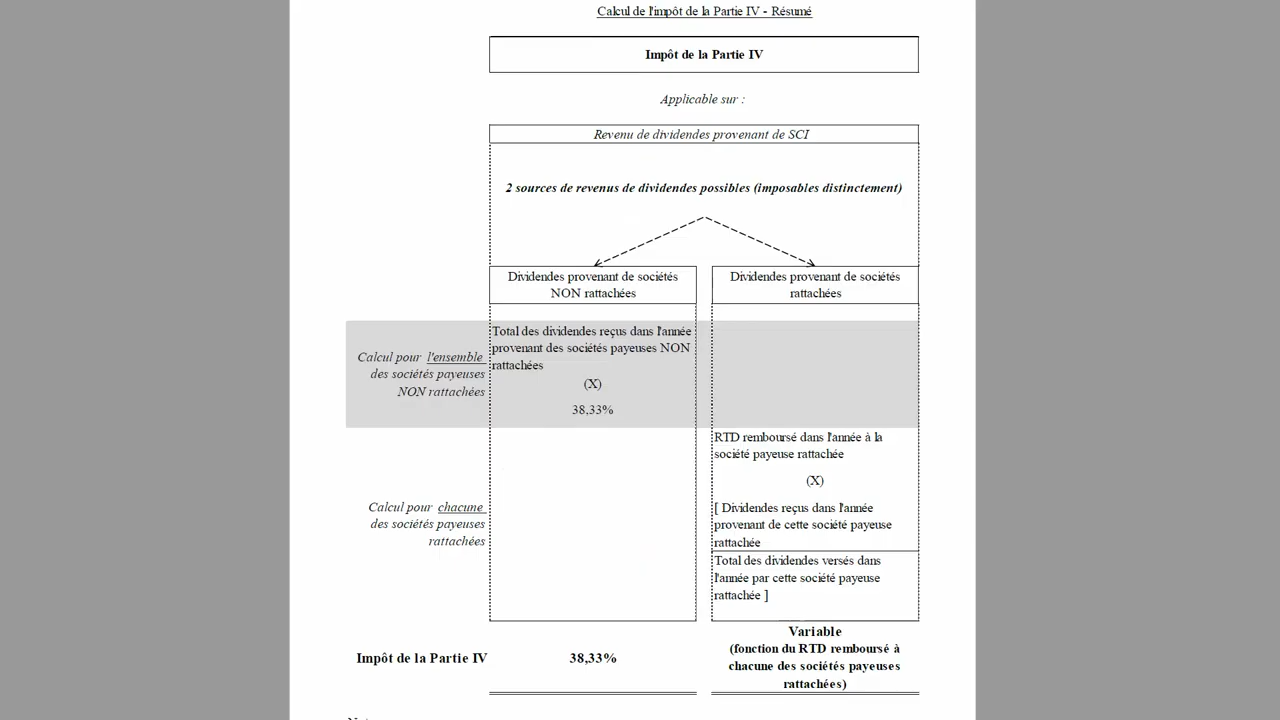 Calcul de l'impôt de la Partie IV - Résumé
Impôt de la Partie IV
Applicable sur :
Revenu de dividendes provenant de SCI
2 sources de revenus de dividendes possibles (imposables distinctement)
Dividendes provenant de sociétés
NON rattachées
Dividendes provenant de sociétés
rattachées
Calcul pour l'ensemble
des sociétés payeuses
NON rattachées
Total des dividendes reçus dans l'année
provenant des sociétés payeuses NON
rattachées
(X)
38,33%
Calcul pour chacune
des sociétés payeuses
rattachées
RTD remboursé dans l'année à la
société payeuse rattachée
(X)
[ Dividendes reçus dans l'année
provenant de cette société payeuse
rattachée
Total des dividendes versés dans
l'année par cette société payeuse
rattachée ]
Impôt de la Partie IV
38,33%
Variable
(fonction du RTD remboursé à
chacune des sociétés payeuses
rattachées)